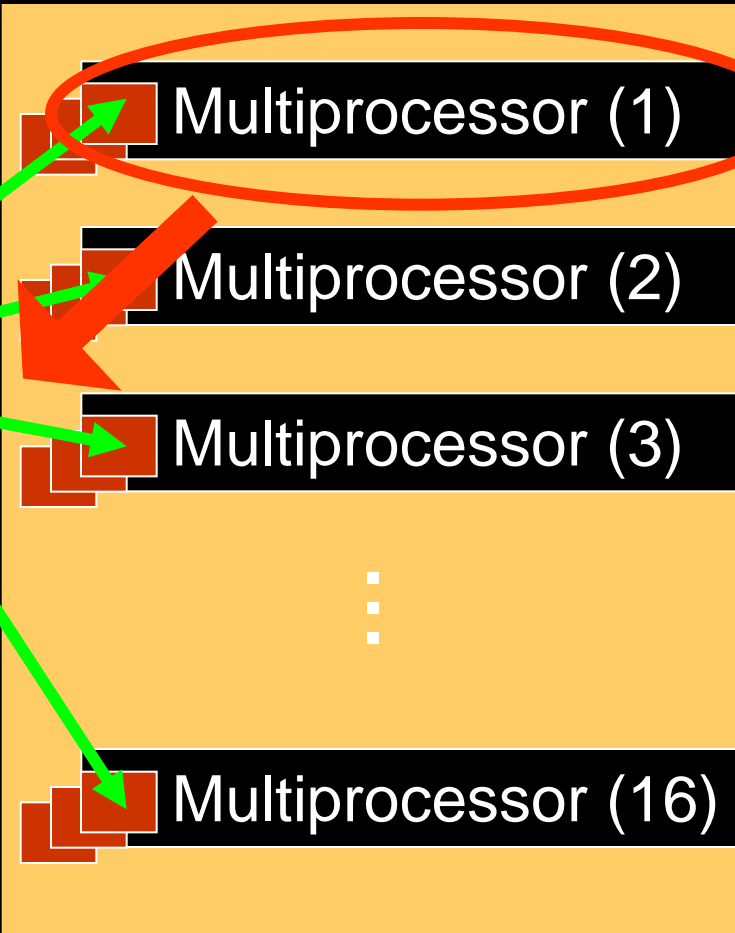 Multiprocessor (1)
Multiprocessor (2)
Multiprocessor (3)
Multiprocessor (16)